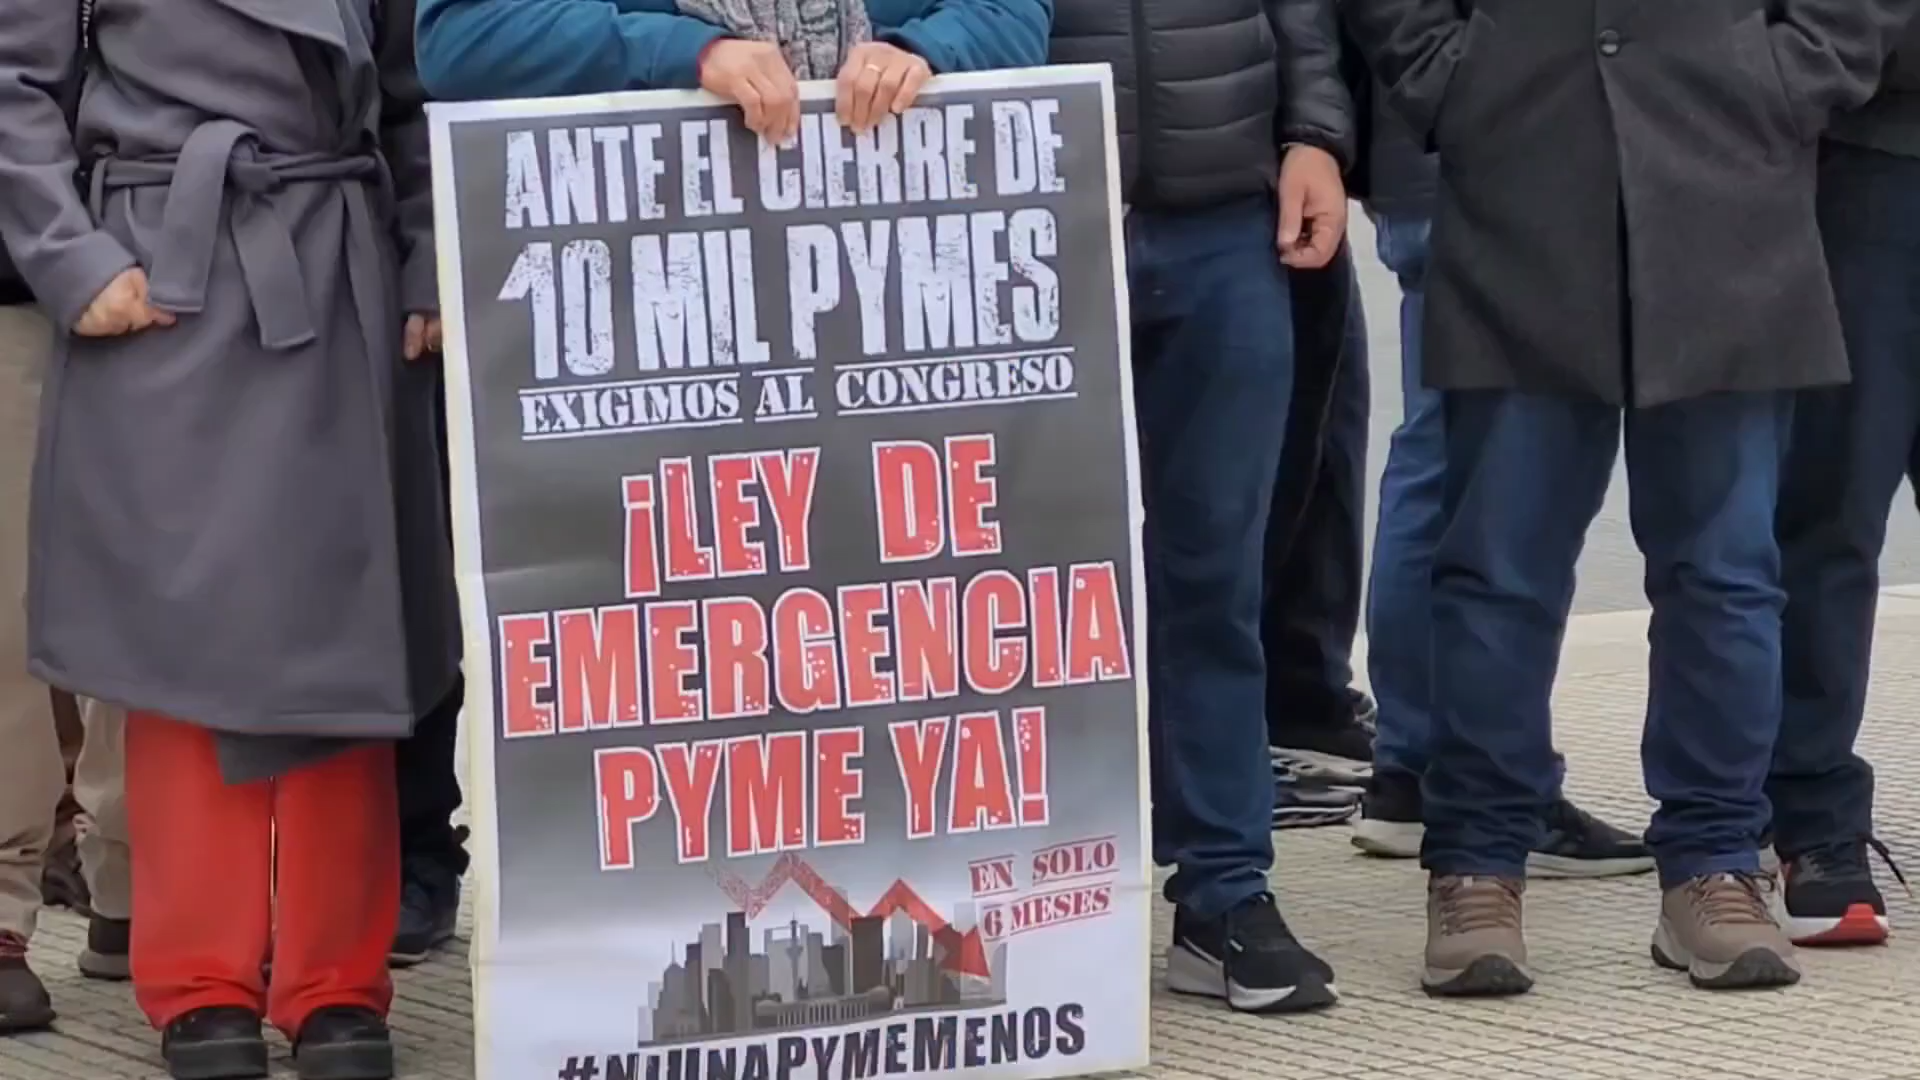 ANTE EL CIERRE DE
10 MIL PYMES
EXIGIMOS AL CONGRESO
¡LEY DE
EMERGENCIA
PYME YA!
EN SOLO
6 MESES
#NIUNAPYMEMENOS